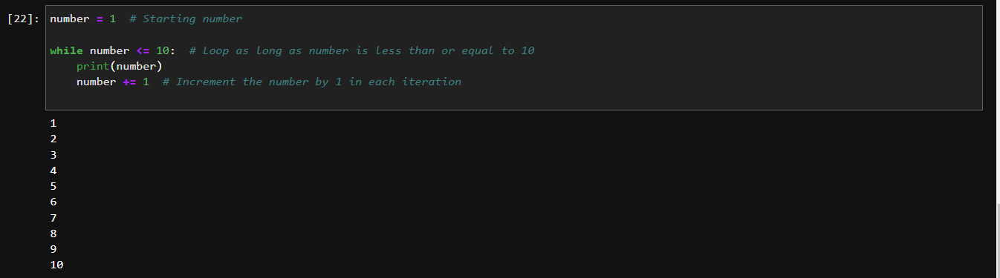 [22]: number = 1  # Starting number
while number <= 10:  # Loop as long as number is less than or equal to 10
    print(number)
    number += 1  # Increment the number by 1 in each iteration
1
2
3
4
5
6
7
8
9
10